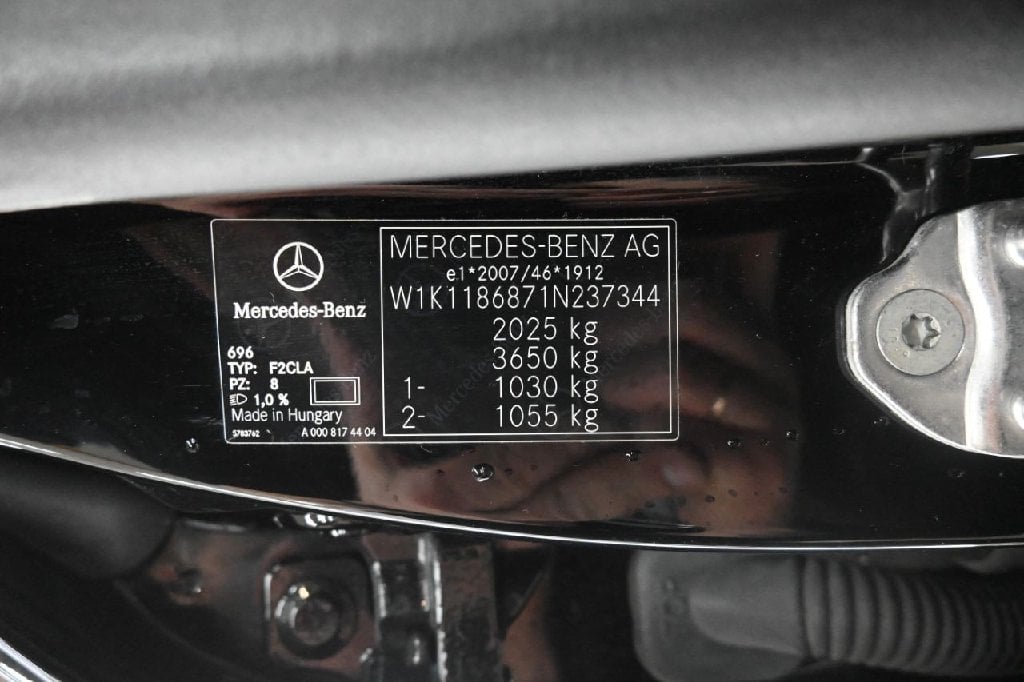 Mercedes-Benz
696
TYP: F2CLA
PZ: 8
1,0 %
Made in Hungary
5783762
A 000 817 44 04
MERCEDES-BENZ AG
e1*2007/46*1912
W1K1186871N237344
2025 kg
3650 kg
1- 1030 kg
2- 1055 kg